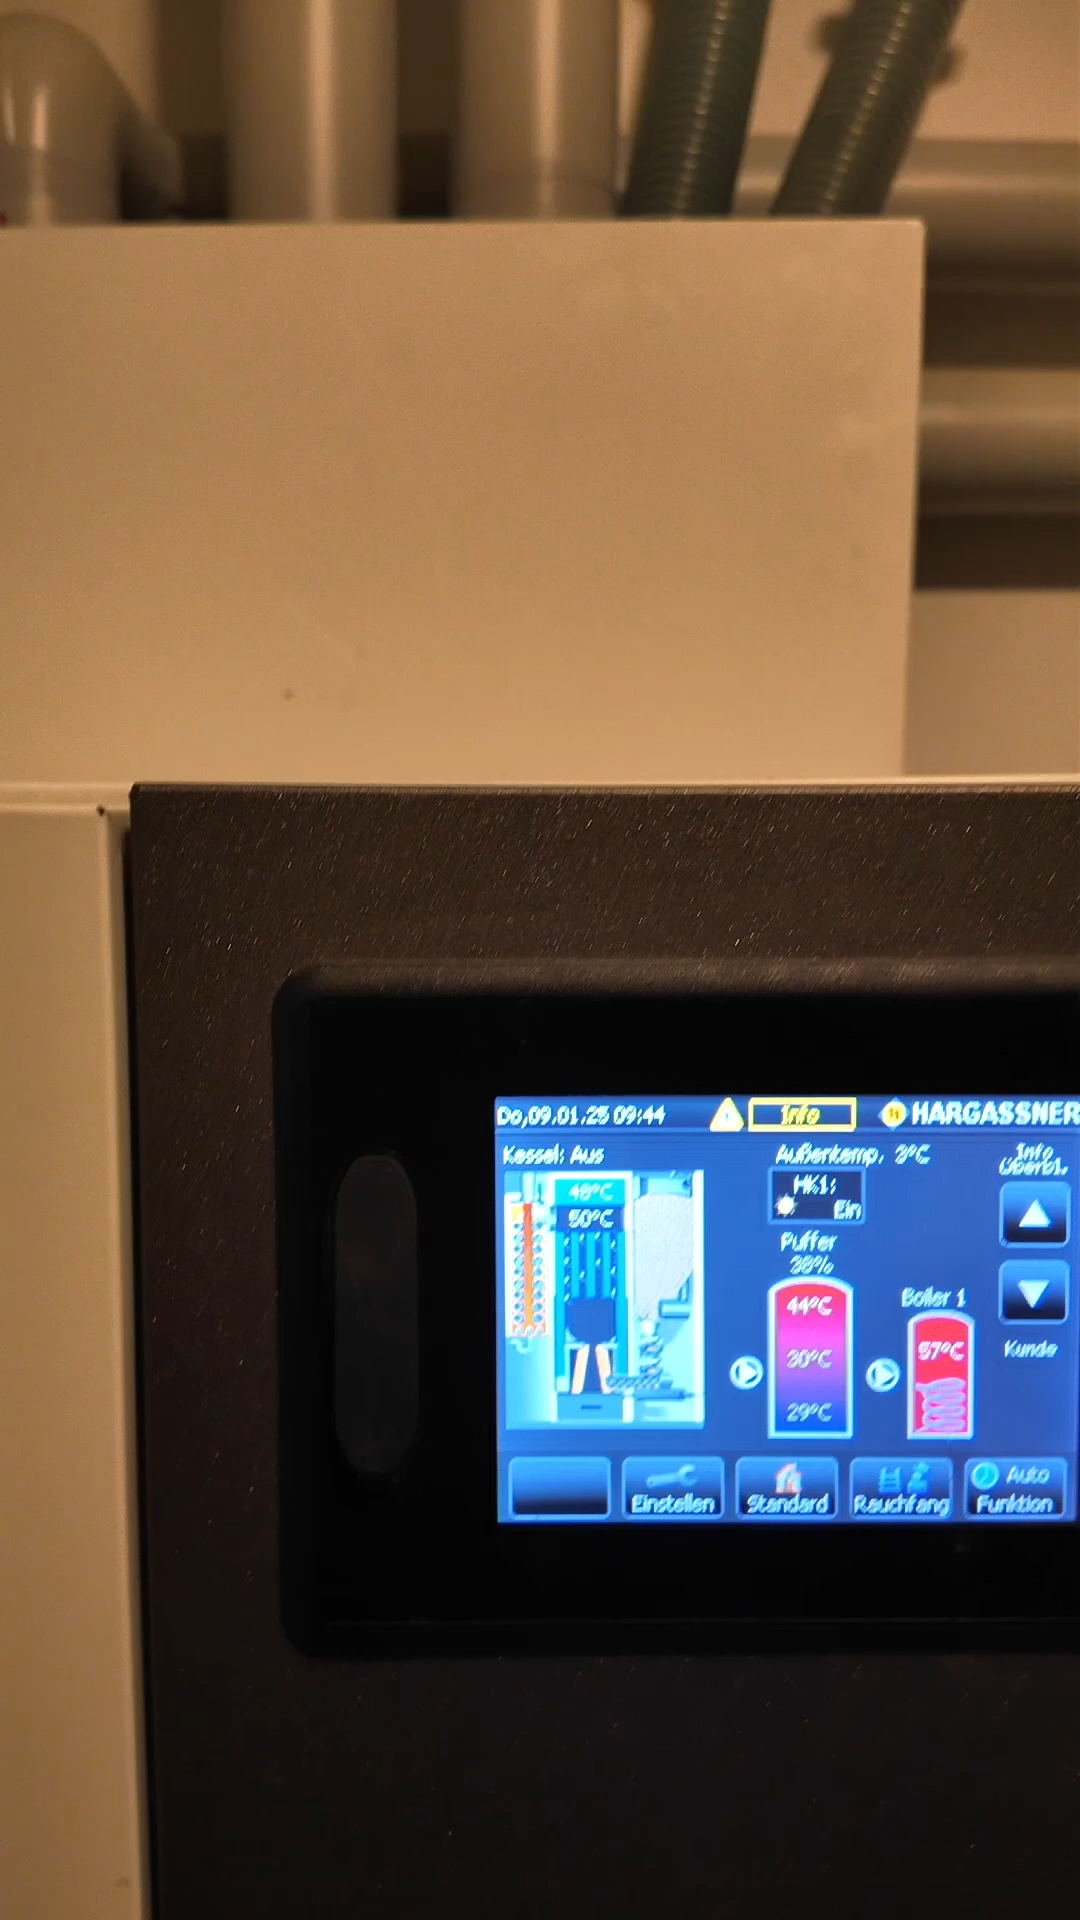 Do,09.01.25 09:44
Info
HARGASSNER
Kessel: Aus
Außentemp. 3°C
Info
Überbl.
HK1:
Ein
48°C
50°C
Puffer
38%
44°C
30°C
29°C
Boiler 1
57°C
Kunde
Einstellen
Standard
Rauchfang
Auto
Funktion